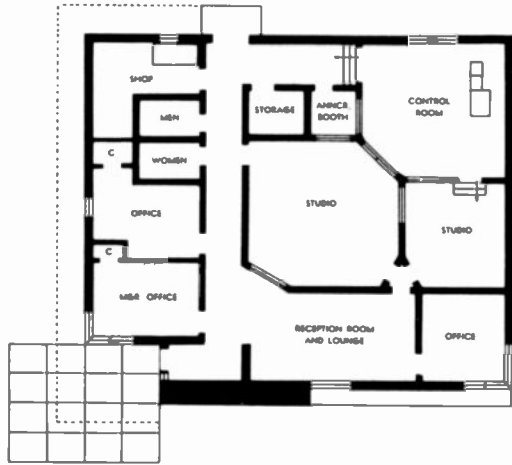 SHOP
MEN
STORAGE
ANNCR.
BOOTH
CONTROL
ROOM
C
WOMEN
OFFICE
STUDIO
STUDIO
C
MGR OFFICE
RECEPTION ROOM
AND LOUNGE
OFFICE